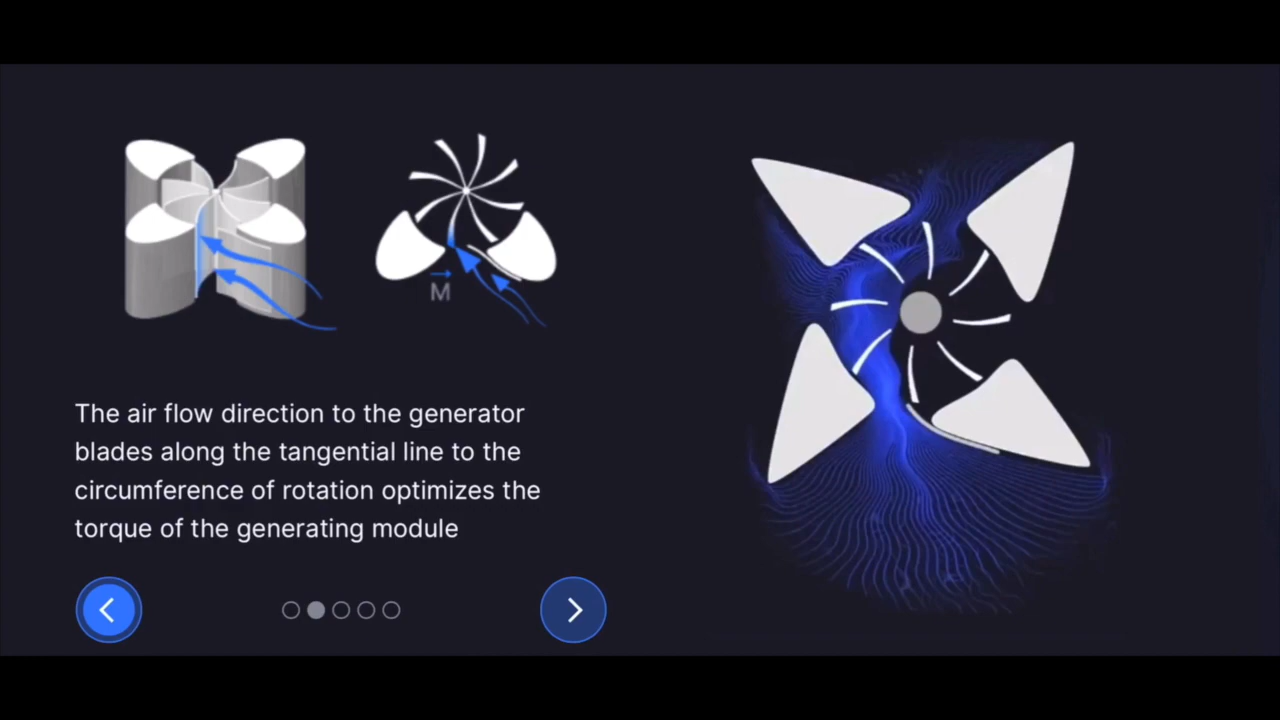 M
The air flow direction to the generator
blades along the tangential line to the
circumference of rotation optimizes the
torque of the generating module